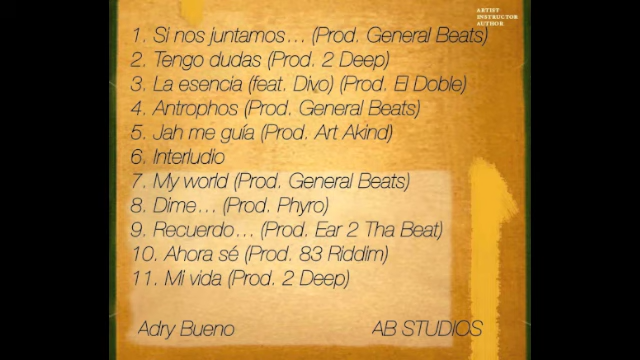 ARTIST
INSTRUCTOR
AUTHOR
1. Si nos juntamos... (Prod. General Beats)
2. Tengo dudas (Prod. 2 Deep)
3. La esencia (feat. Divo) (Prod. El Doble)
4. Antrophos (Prod. General Beats)
5. Jah me guía (Prod. Art Akind)
6. Interludio
7. My world (Prod. General Beats)
8. Dime... (Prod. Phyro)
9. Recuerdo... (Prod. Ear 2 Tha Beat)
10. Ahora sé (Prod. 83 Riddim)
11. Mi vida (Prod. 2 Deep)
Adry Bueno AB STUDIOS